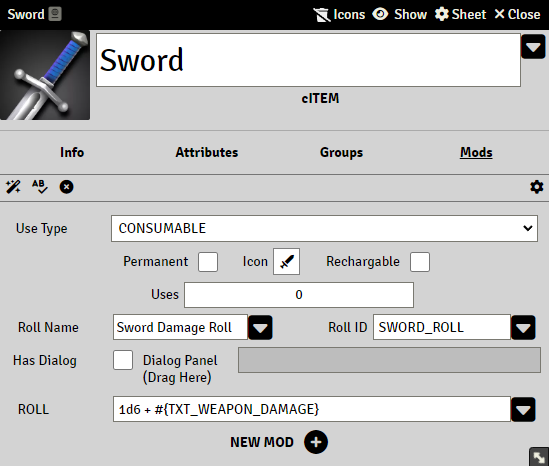 Sword Icons Show Sheet Close
Sword
cITEM
Info Attributes Groups Mods
Use Type CONSUMABLE
Permanent Icon Rechargable
Uses 0
Roll Name Sword Damage Roll Roll ID SWORD_ROLL
Has Dialog Dialog Panel
(Drag Here)
ROLL 1d6 + #{TXT_WEAPON_DAMAGE}
NEW MOD